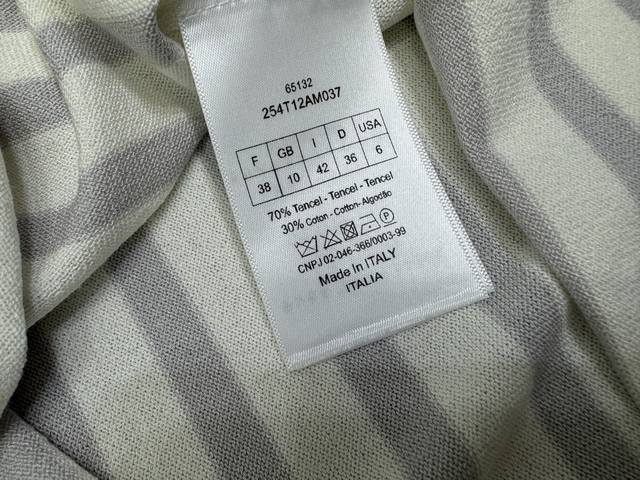 65132
254T12AM037
F GB I D USA
38 10 42 36 6
70% Tencel - Tencel - Tencel
30% Coton - Cotton- Algodão
P
CNPJ 02-046-366/0003-99
Made in ITALY
ITALIA